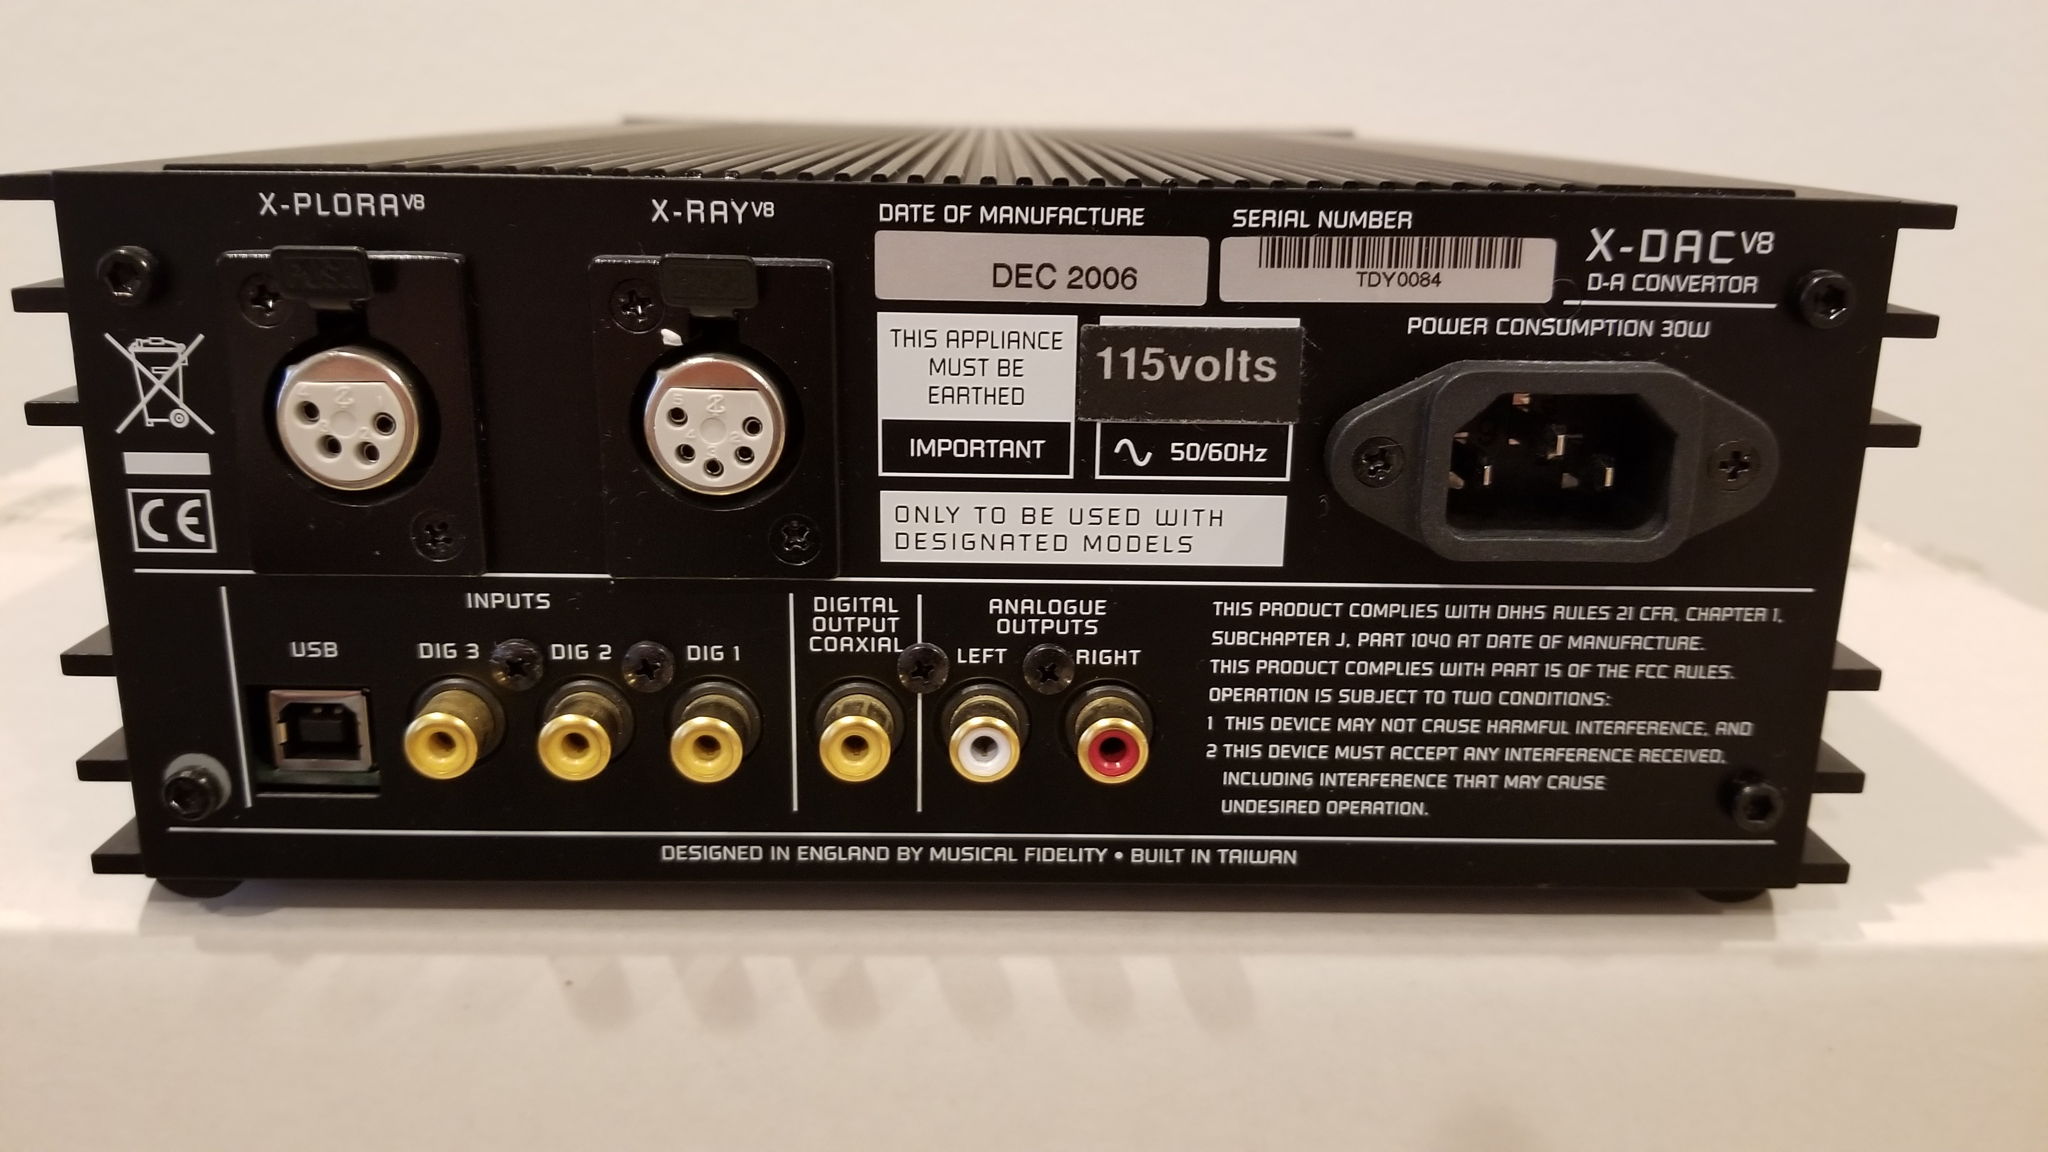 X-PLORA V8
X-RAY V8
DATE OF MANUFACTURE
DEC 2006
SERIAL NUMBER
TDY0084
X-DAC V8
D-A CONVERTOR
POWER CONSUMPTION 30W
THIS APPLIANCE
MUST BE
EARTHED
IMPORTANT
115volts
50/60Hz
ONLY TO BE USED WITH
DESIGNATED MODELS
CE
INPUTS
USB
DIG 3
DIG 2
DIG 1
DIGITAL
OUTPUT
COAXIAL
ANALOGUE
OUTPUTS
LEFT
RIGHT
THIS PRODUCT COMPLIES WITH DHHS RULES 21 CFR, CHAPTER 1,
SUBCHAPTER J, PART 1040 AT DATE OF MANUFACTURE.
THIS PRODUCT COMPLIES WITH PART 15 OF THE FCC RULES.
OPERATION IS SUBJECT TO TWO CONDITIONS:
1 THIS DEVICE MAY NOT CAUSE HARMFUL INTERFERENCE, AND
2 THIS DEVICE MUST ACCEPT ANY INTERFERENCE RECEIVED,
INCLUDING INTERFERENCE THAT MAY CAUSE
UNDESIRED OPERATION.
DESIGNED IN ENGLAND BY MUSICAL FIDELITY • BUILT IN TAIWAN